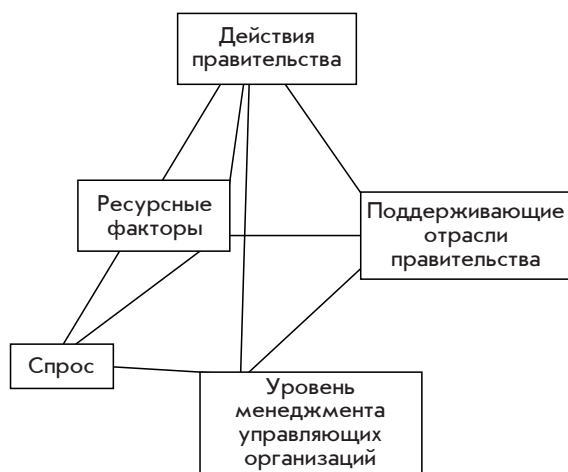 Действия
правительства
Ресурсные
факторы
Поддерживающие
отрасли
правительства
Спрос
Уровень
менеджмента
управляющих
организаций